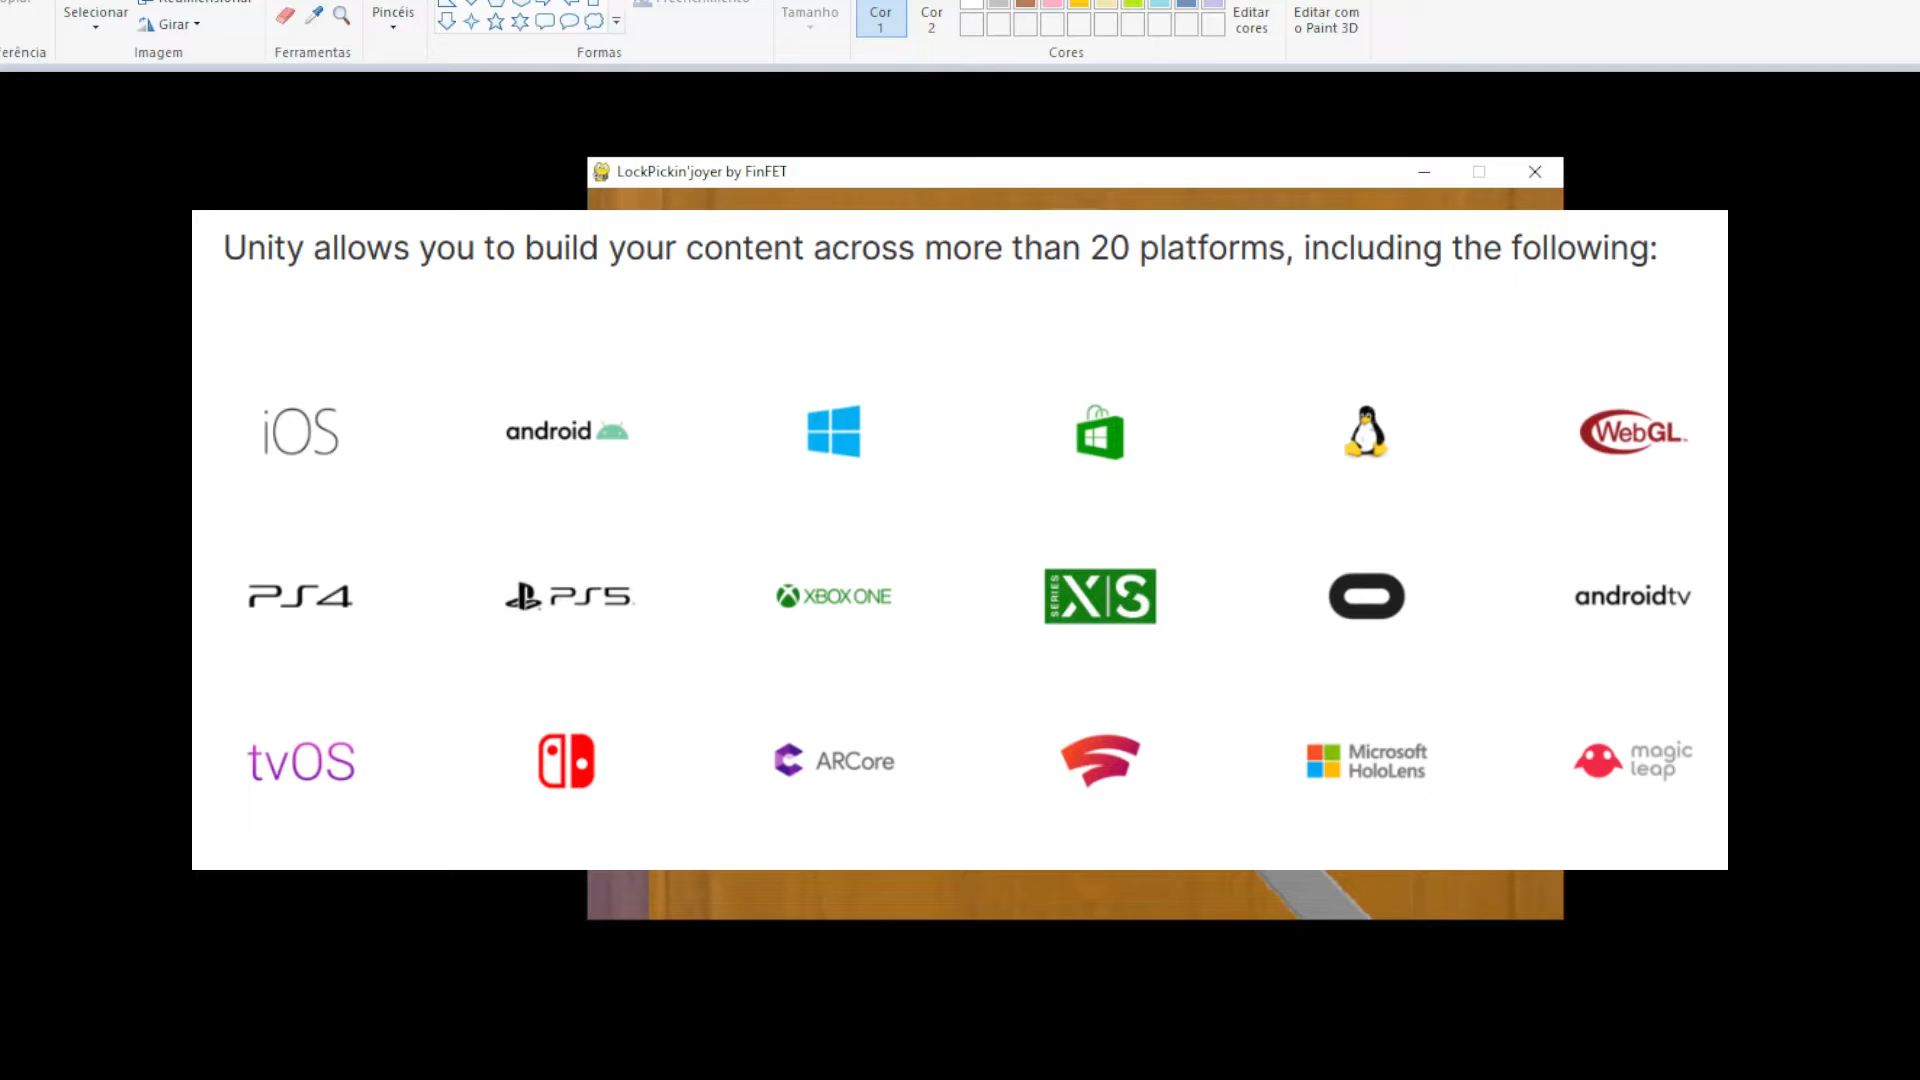 Selecionar
Girar
Pincéis
Tamanho
Cor
1
Cor
2
Editar
cores
Editar com
o Paint 3D
Imagem
Ferramentas
Formas
Cores
LockPickin'joyer by FinFET
Unity allows you to build your content across more than 20 platforms, including the following:
iOS
android
WebGL
PS4
PS5
XBOX ONE
SERIES X|S
androidtv
tvOS
ARCore
Microsoft
HoloLens
magic
leap